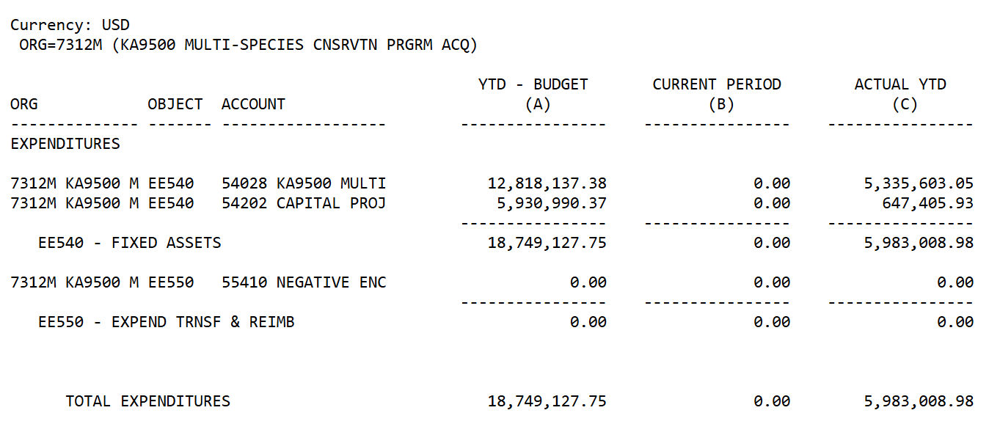 Currency: USD
 ORG=7312M (KA9500 MULTI-SPECIES CNSRVTN PRGRM ACQ)
                                                   YTD - BUDGET       CURRENT PERIOD        ACTUAL YTD
ORG            OBJECT  ACCOUNT                          (A)                 (B)                 (C)
-------------- ------- ------------------        ----------------    ----------------    ----------------
EXPENDITURES
7312M KA9500 M EE540   54028 KA9500 MULTI           12,818,137.38                0.00        5,335,603.05
7312M KA9500 M EE540   54202 CAPITAL PROJ            5,930,990.37                0.00          647,405.93
                                                 ----------------    ----------------    ----------------
   EE540 - FIXED ASSETS                             18,749,127.75                0.00        5,983,008.98
7312M KA9500 M EE550   55410 NEGATIVE ENC                    0.00                0.00                0.00
                                                 ----------------    ----------------    ----------------
   EE550 - EXPEND TRNSF & REIMB                              0.00                0.00                0.00
      TOTAL EXPENDITURES                            18,749,127.75                0.00        5,983,008.98